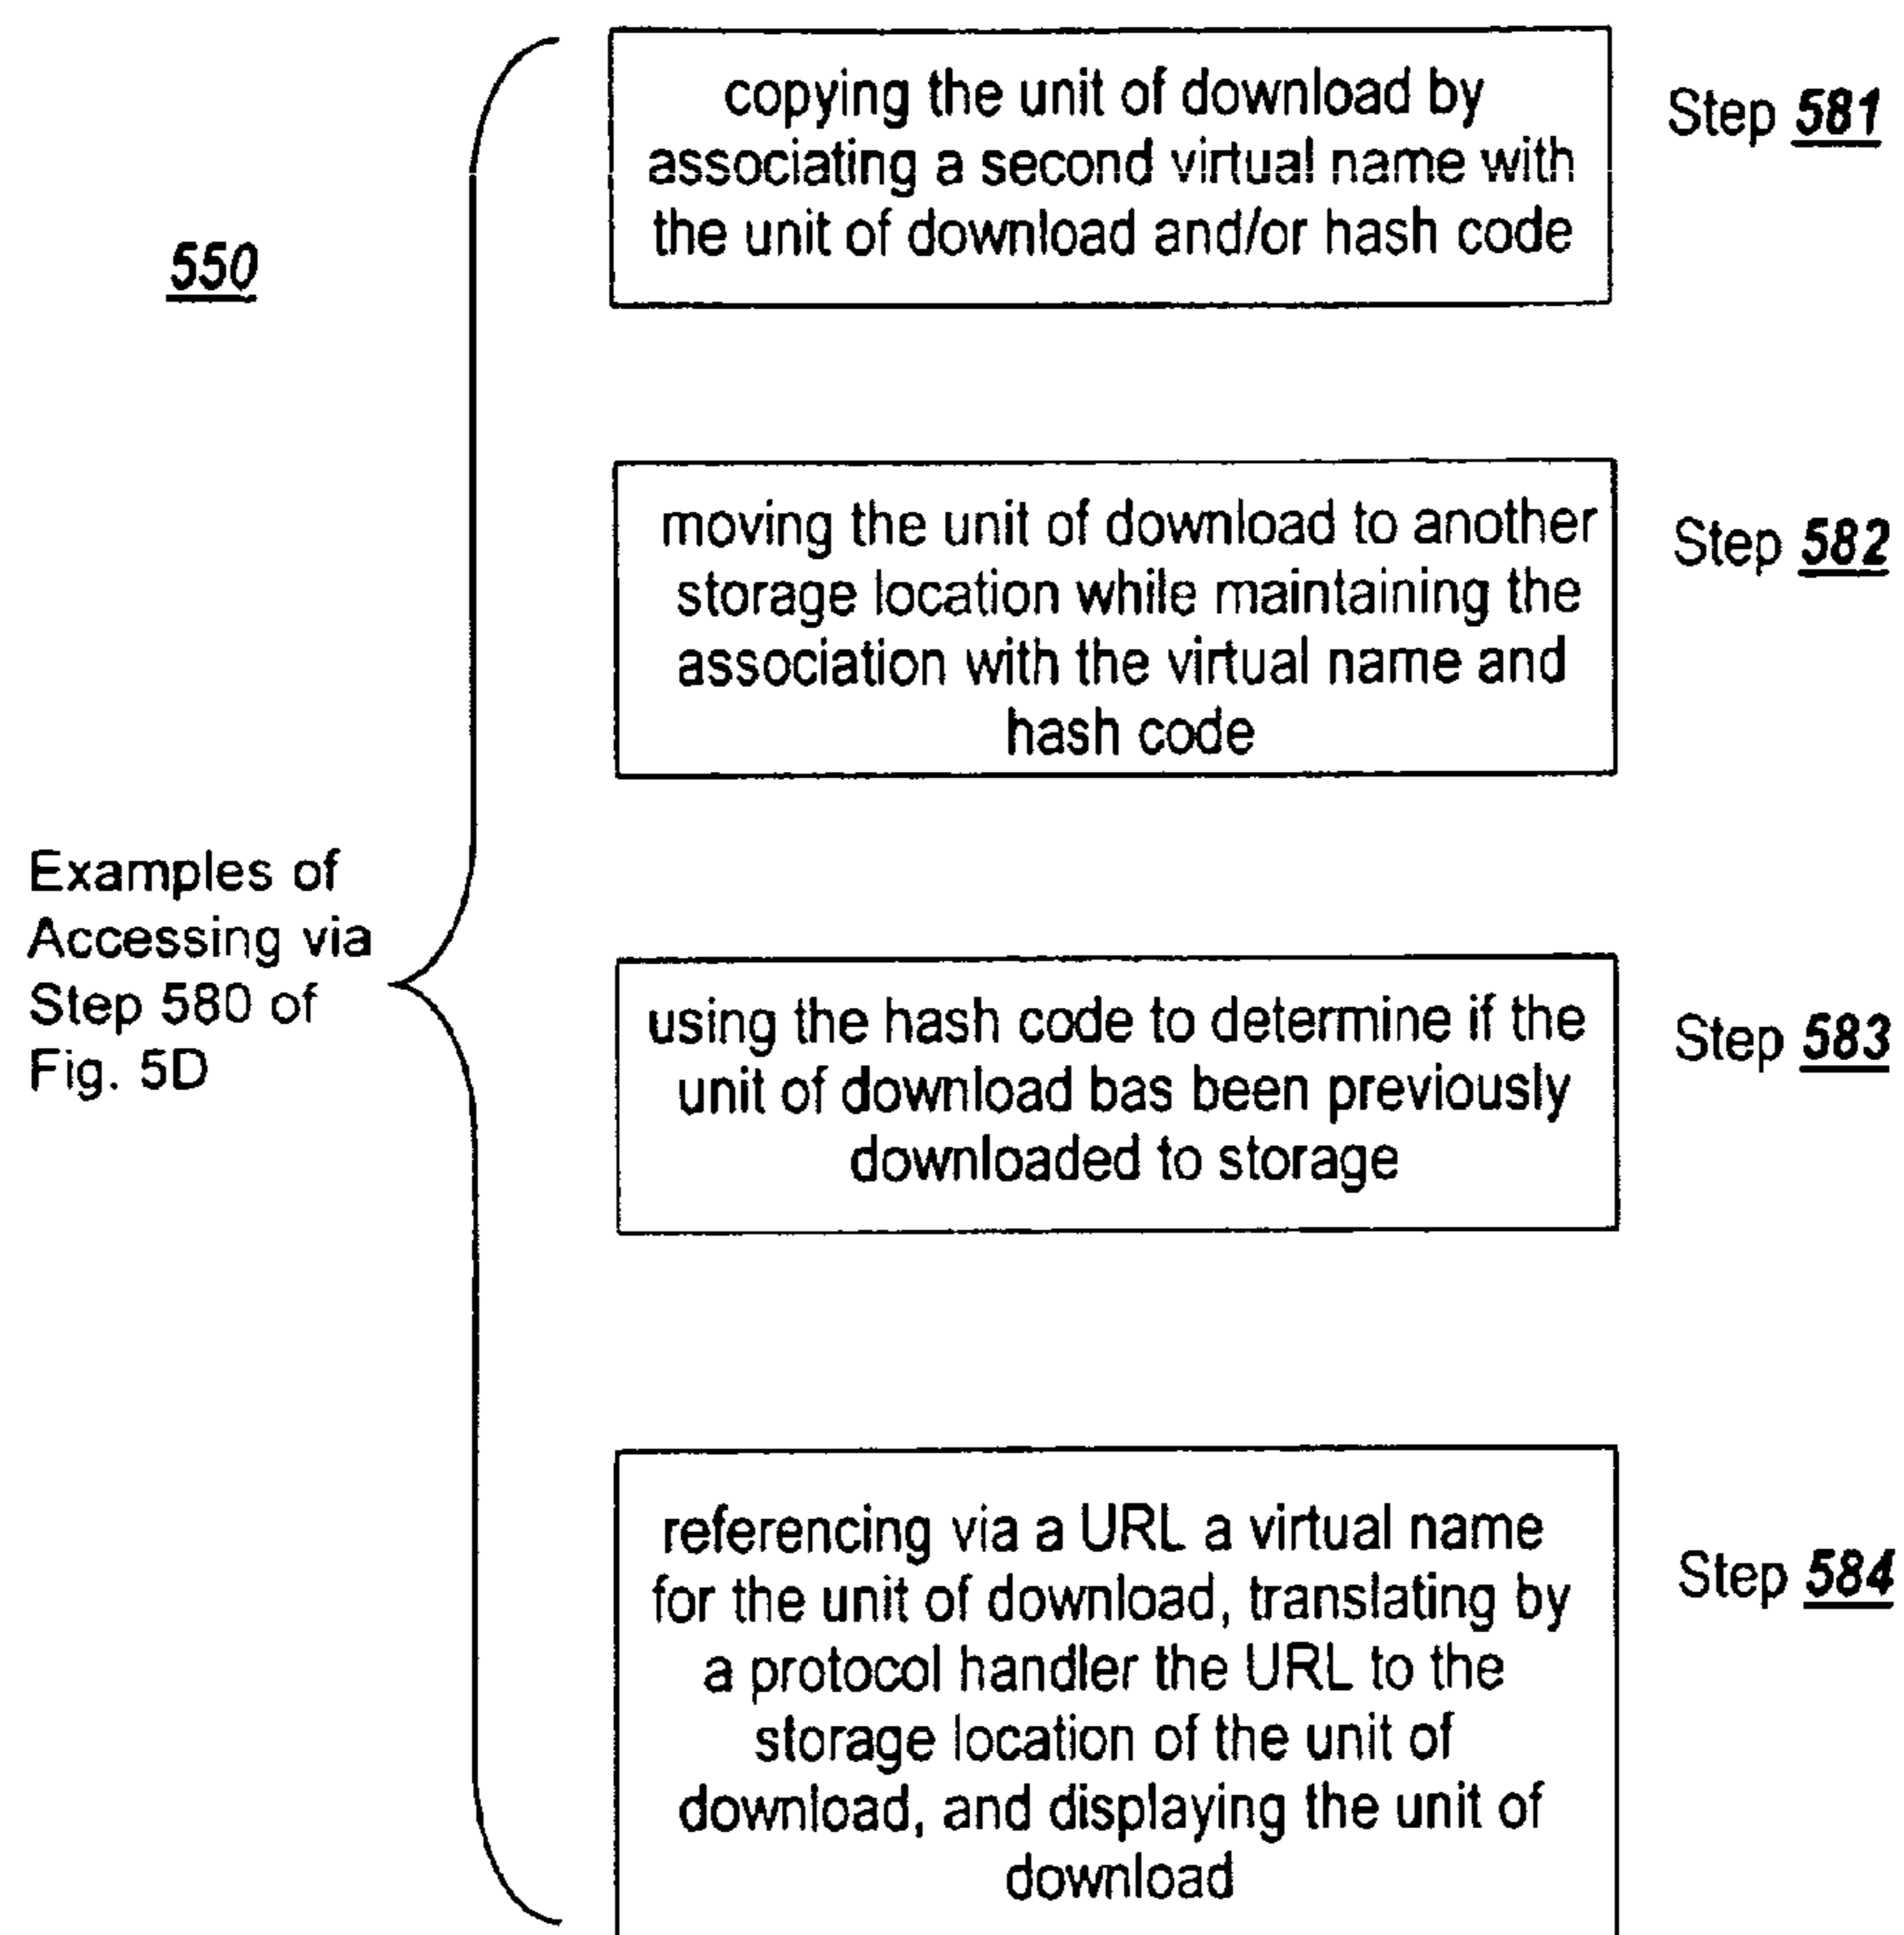 550
Examples of
Accessing via
Step 580 of
Fig. 5D
copying the unit of download by
associating a second virtual name with
the unit of download and/or hash code
Step 581
moving the unit of download to another
storage location while maintaining the
association with the virtual name and
hash code
Step 582
using the hash code to determine if the
unit of download bas been previously
downloaded to storage
Step 583
referencing via a URL a virtual name
for the unit of download, translating by
a protocol handler the URL to the
storage location of the unit of
download, and displaying the unit of
download
Step 584